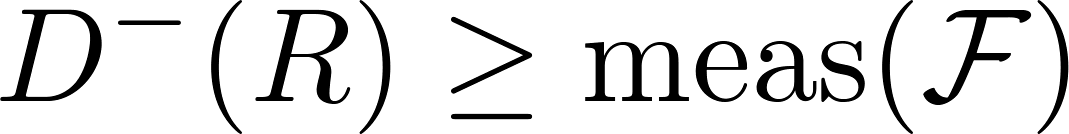 D⁻(R) ≥ meas(ℱ)